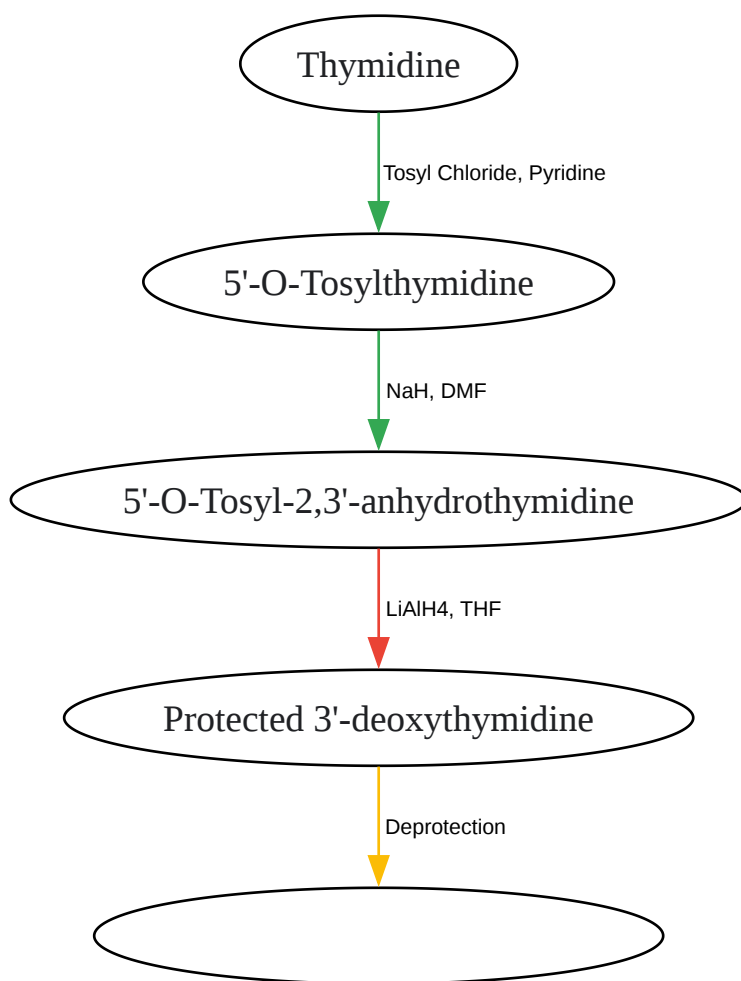 Thymidine
Tosyl Chloride, Pyridine
5'-O-Tosylthymidine
NaH, DMF
5'-O-Tosyl-2,3'-anhydrothymidine
LiAlH4, THF
Protected 3'-deoxythymidine
Deprotection